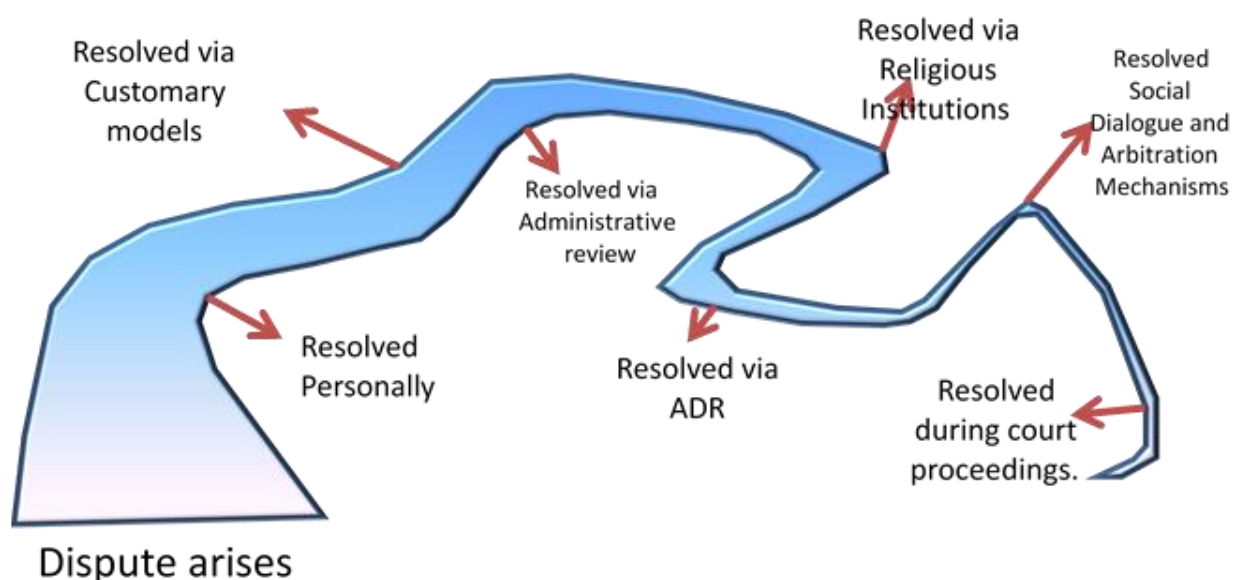 Resolved via
Customary
models
Resolved via
Religious
Institutions
Resolved
Social
Dialogue and
Arbitration
Mechanisms
Resolved via
Administrative
review
Resolved
Personally
Resolved via
ADR
Resolved
during court
proceedings.
Dispute arises